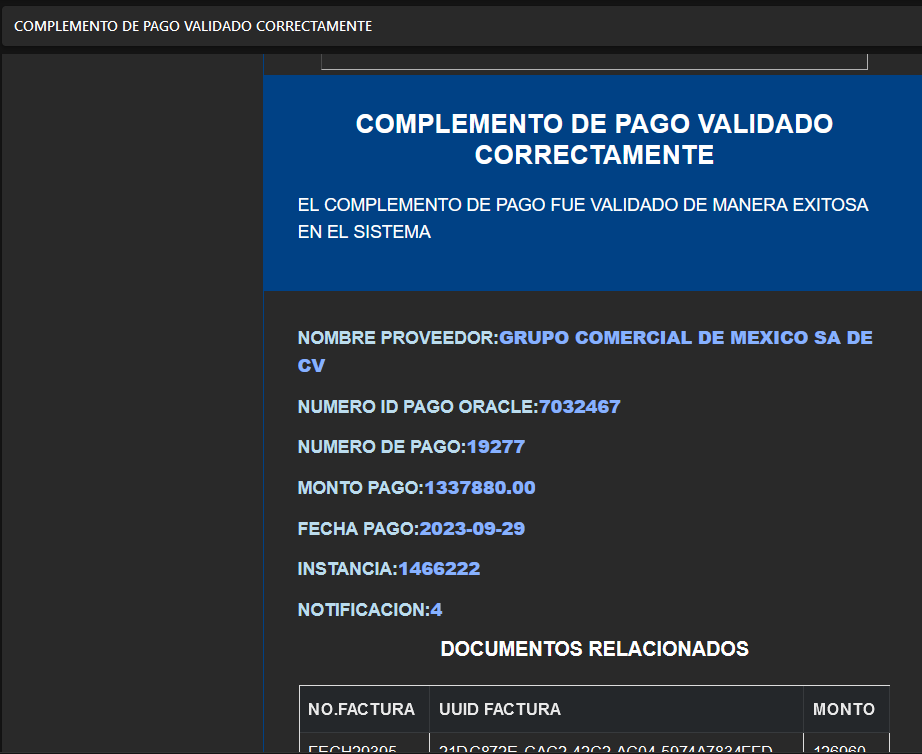 COMPLEMENTO DE PAGO VALIDADO CORRECTAMENTE
COMPLEMENTO DE PAGO VALIDADO
CORRECTAMENTE
EL COMPLEMENTO DE PAGO FUE VALIDADO DE MANERA EXITOSA
EN EL SISTEMA
NOMBRE PROVEEDOR:GRUPO COMERCIAL DE MEXICO SA DE
CV
NUMERO ID PAGO ORACLE:7032467
NUMERO DE PAGO:19277
MONTO PAGO:1337880.00
FECHA PAGO:2023-09-29
INSTANCIA:1466222
NOTIFICACION:4
DOCUMENTOS RELACIONADOS
NO.FACTURA UUID FACTURA MONTO